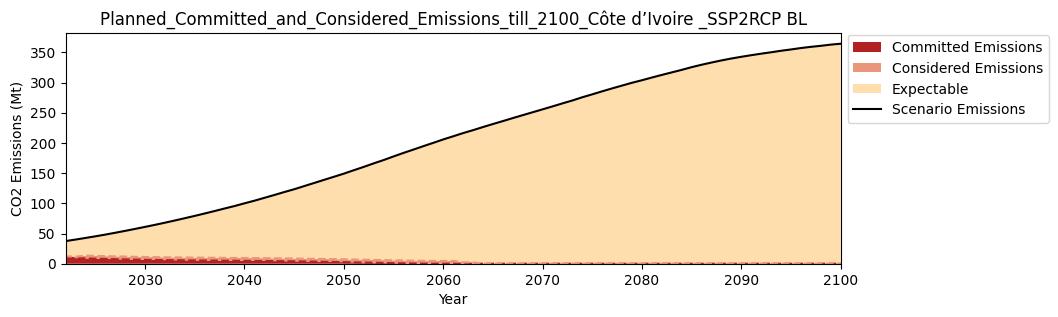 Planned_Committed_and_Considered_Emissions_till_2100_Côte d’Ivoire _SSP2RCP BL
CO2 Emissions (Mt)
350
300
250
200
150
100
50
0
2030 2040 2050 2060 2070 2080 2090 2100
Year
Committed Emissions
Considered Emissions
Expectable
Scenario Emissions